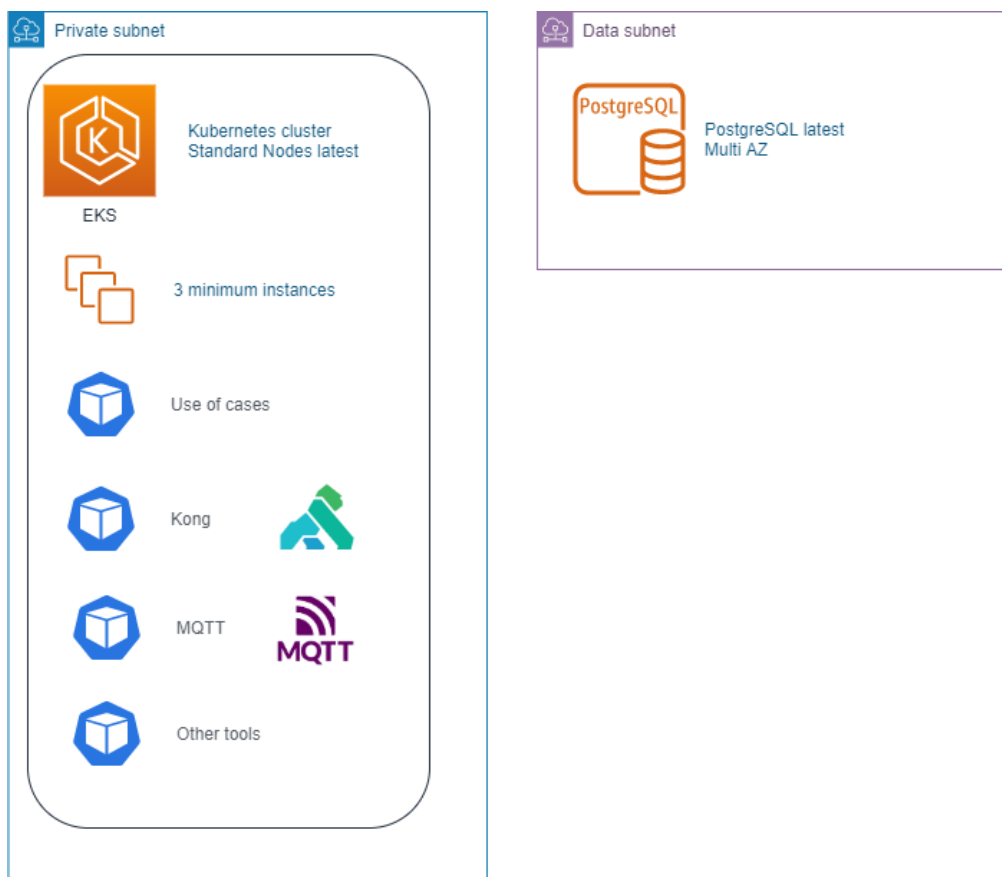 Private subnet
Kubernetes cluster
Standard Nodes latest
EKS
3 minimum instances
Use of cases
Kong
MQTT
MQTT
Other tools
Data subnet
PostgreSQL
PostgreSQL latest
Multi AZ